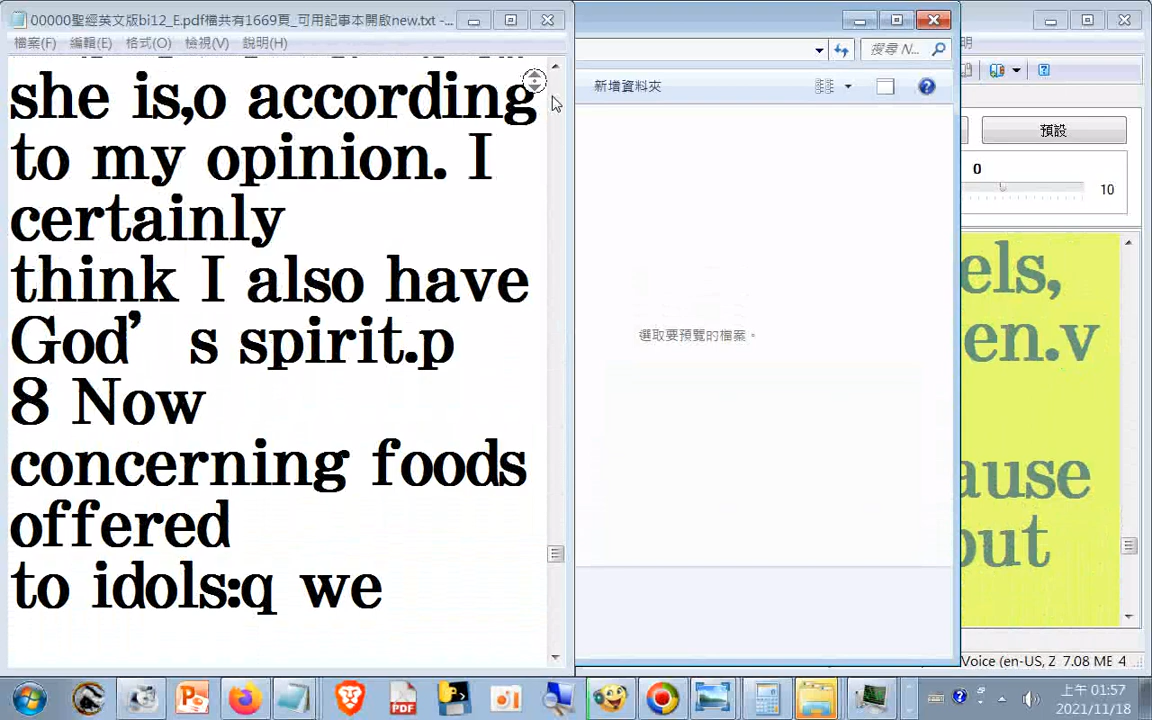 00000聖經英文版bi12_E.pdf檔共有1669頁_可用記事本開啟new.txt -...
檔案(F) 編輯(E) 格式(O) 檢視(V) 說明(H)
she is,o according
to my opinion. I
certainly
think I also have
God’s spirit.p
8 Now
concerning foods
offered
to idols:q we
搜尋 N...
新增資料夾
選取要預覽的檔案。
明
預設
0
10
els,
en.v
ause
out
Voice (en-US, Z 7.08 ME 4
上午 01:57
2021/11/18